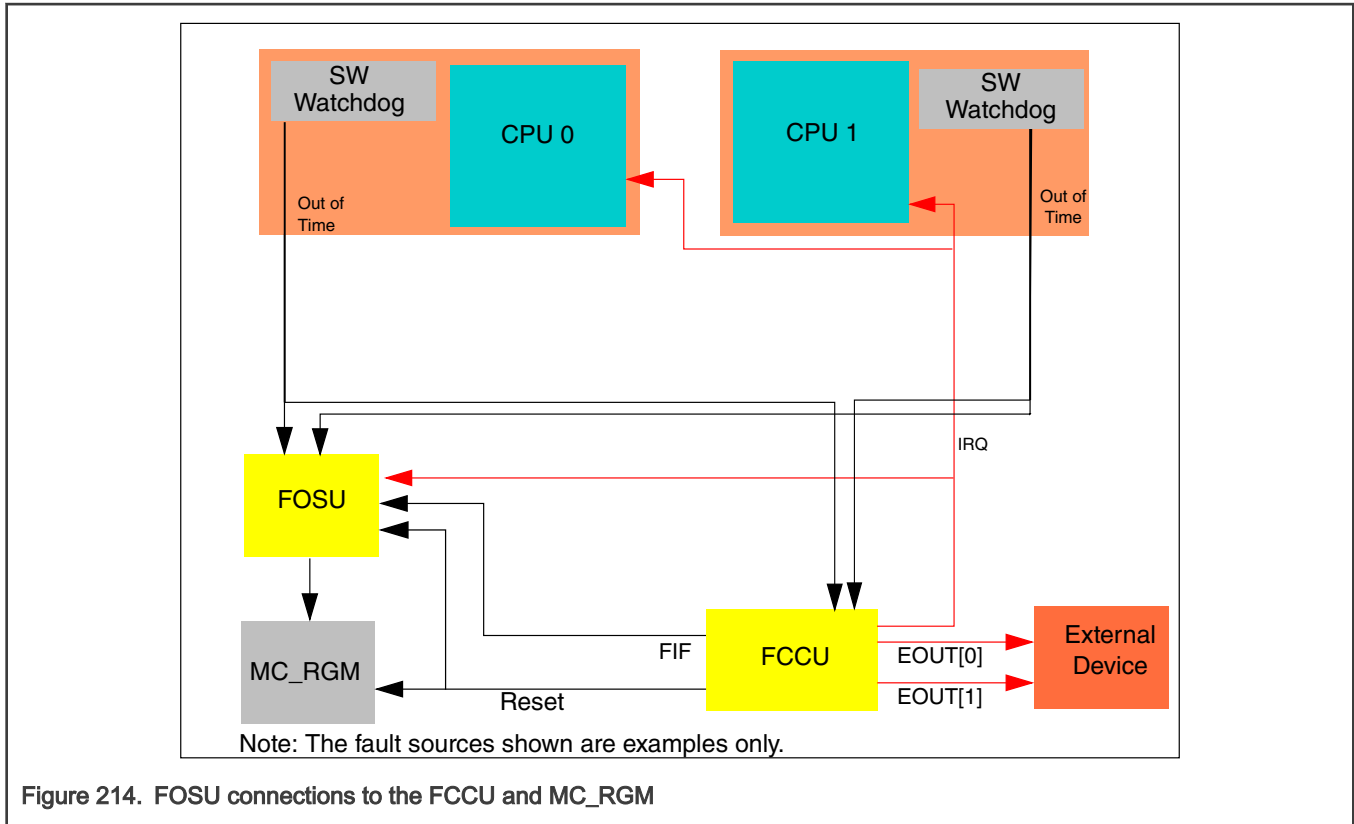 SW
Watchdog
CPU 0
CPU 1
SW
Watchdog
Out of
Time
Out of
Time
IRQ
FOSU
MC_RGM
FIF
Reset
FCCU
EOUT[0]
EOUT[1]
External
Device
Note: The fault sources shown are examples only.
Figure 214. FOSU connections to the FCCU and MC_RGM